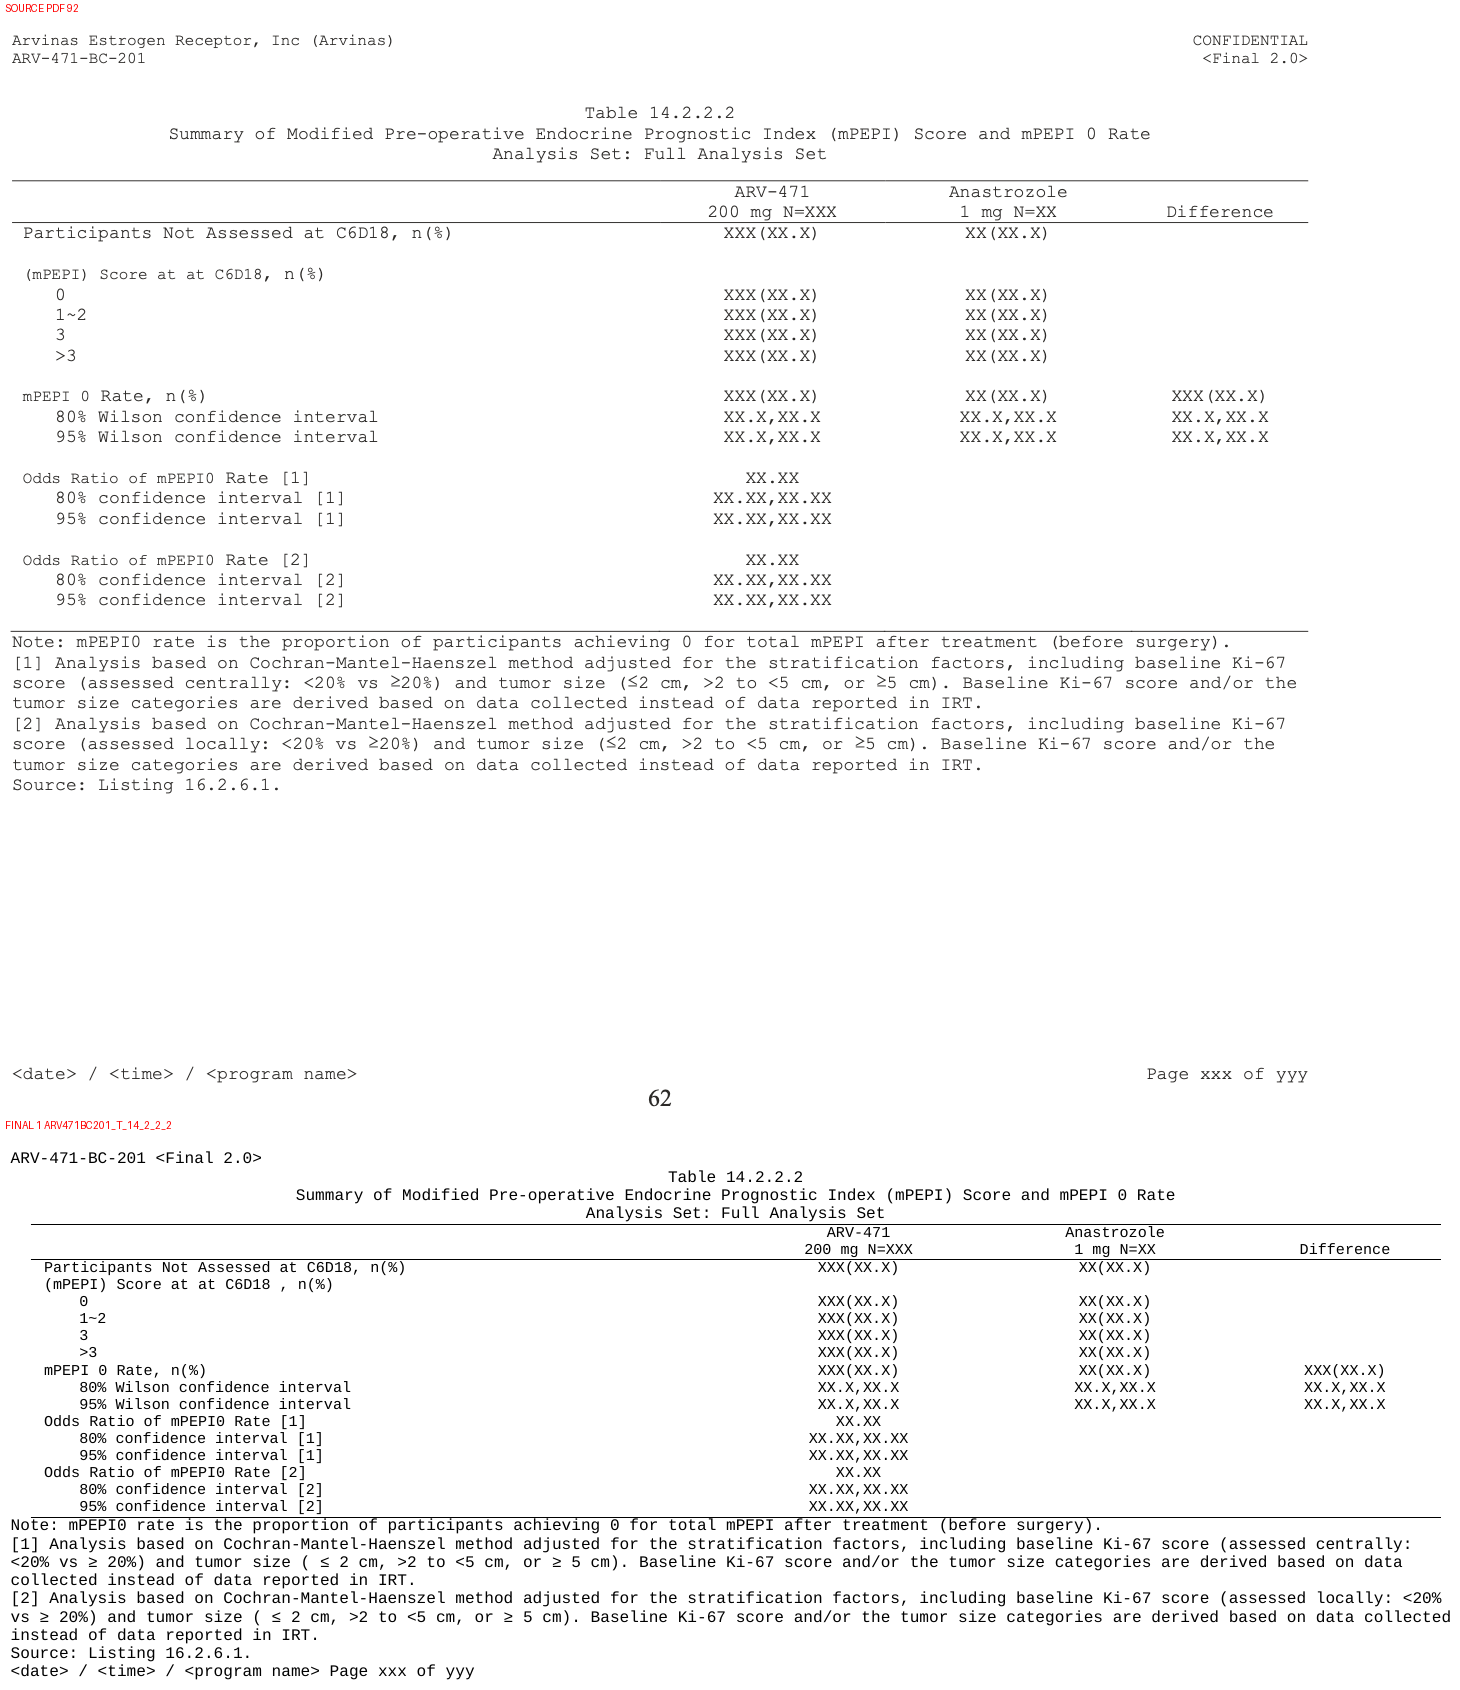 SOURCE PDF 92
Arvinas Estrogen Receptor, Inc (Arvinas) CONFIDENTIAL
ARV-471-BC-201 <Final 2.0>
Table 14.2.2.2
Summary of Modified Pre-operative Endocrine Prognostic Index (mPEPI) Score and mPEPI 0 Rate
Analysis Set: Full Analysis Set
ARV-471 Anastrozole
200 mg N=XXX 1 mg N=XX Difference
Participants Not Assessed at C6D18, n(%) XXX(XX.X) XX(XX.X)
(mPEPI) Score at at C6D18, n(%)
0 XXX(XX.X) XX(XX.X)
1~2 XXX(XX.X) XX(XX.X)
3 XXX(XX.X) XX(XX.X)
>3 XXX(XX.X) XX(XX.X)
mPEPI 0 Rate, n(%) XXX(XX.X) XX(XX.X) XXX(XX.X)
80% Wilson confidence interval XX.X,XX.X XX.X,XX.X XX.X,XX.X
95% Wilson confidence interval XX.X,XX.X XX.X,XX.X XX.X,XX.X
Odds Ratio of mPEPI0 Rate [1] XX.XX
80% confidence interval [1] XX.XX,XX.XX
95% confidence interval [1] XX.XX,XX.XX
Odds Ratio of mPEPI0 Rate [2] XX.XX
80% confidence interval [2] XX.XX,XX.XX
95% confidence interval [2] XX.XX,XX.XX
Note: mPEPI0 rate is the proportion of participants achieving 0 for total mPEPI after treatment (before surgery).
[1] Analysis based on Cochran-Mantel-Haenszel method adjusted for the stratification factors, including baseline Ki-67
score (assessed centrally: <20% vs ≥20%) and tumor size (≤2 cm, >2 to <5 cm, or ≥5 cm). Baseline Ki-67 score and/or the
tumor size categories are derived based on data collected instead of data reported in IRT.
[2] Analysis based on Cochran-Mantel-Haenszel method adjusted for the stratification factors, including baseline Ki-67
score (assessed locally: <20% vs ≥20%) and tumor size (≤2 cm, >2 to <5 cm, or ≥5 cm). Baseline Ki-67 score and/or the
tumor size categories are derived based on data collected instead of data reported in IRT.
Source: Listing 16.2.6.1.
<date> / <time> / <program name> Page xxx of yyy
62
FINAL 1 ARV471BC201_T_14_2_2_2
ARV-471-BC-201 <Final 2.0>
Table 14.2.2.2
Summary of Modified Pre-operative Endocrine Prognostic Index (mPEPI) Score and mPEPI 0 Rate
Analysis Set: Full Analysis Set
ARV-471 Anastrozole
200 mg N=XXX 1 mg N=XX Difference
Participants Not Assessed at C6D18, n(%) XXX(XX.X) XX(XX.X)
(mPEPI) Score at at C6D18 , n(%)
0 XXX(XX.X) XX(XX.X)
1~2 XXX(XX.X) XX(XX.X)
3 XXX(XX.X) XX(XX.X)
>3 XXX(XX.X) XX(XX.X)
mPEPI 0 Rate, n(%) XXX(XX.X) XX(XX.X) XXX(XX.X)
80% Wilson confidence interval XX.X,XX.X XX.X,XX.X XX.X,XX.X
95% Wilson confidence interval XX.X,XX.X XX.X,XX.X XX.X,XX.X
Odds Ratio of mPEPI0 Rate [1] XX.XX
80% confidence interval [1] XX.XX,XX.XX
95% confidence interval [1] XX.XX,XX.XX
Odds Ratio of mPEPI0 Rate [2] XX.XX
80% confidence interval [2] XX.XX,XX.XX
95% confidence interval [2] XX.XX,XX.XX
Note: mPEPI0 rate is the proportion of participants achieving 0 for total mPEPI after treatment (before surgery).
[1] Analysis based on Cochran-Mantel-Haenszel method adjusted for the stratification factors, including baseline Ki-67 score (assessed centrally:
<20% vs ≥ 20%) and tumor size ( ≤ 2 cm, >2 to <5 cm, or ≥ 5 cm). Baseline Ki-67 score and/or the tumor size categories are derived based on data
collected instead of data reported in IRT.
[2] Analysis based on Cochran-Mantel-Haenszel method adjusted for the stratification factors, including baseline Ki-67 score (assessed locally: <20%
vs ≥ 20%) and tumor size ( ≤ 2 cm, >2 to <5 cm, or ≥ 5 cm). Baseline Ki-67 score and/or the tumor size categories are derived based on data collected
instead of data reported in IRT.
Source: Listing 16.2.6.1.
<date> / <time> / <program name> Page xxx of yyy